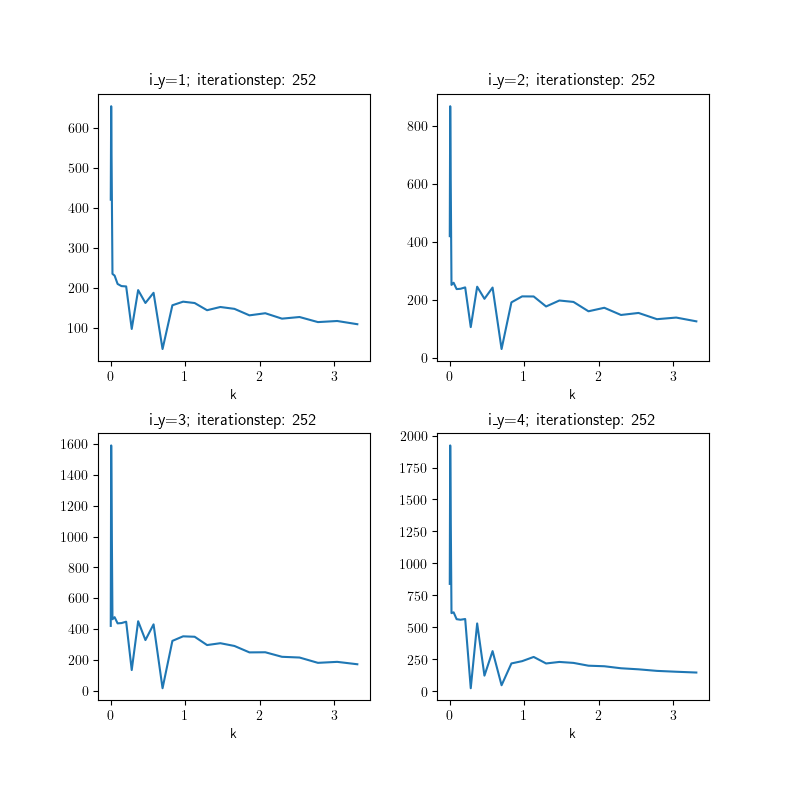 i_y=1; iterationstep: 252
600
500
400
300
200
100
0 1 2 3
k
i_y=2; iterationstep: 252
800
600
400
200
0
0 1 2 3
k
i_y=3; iterationstep: 252
1600
1400
1200
1000
800
600
400
200
0
0 1 2 3
k
i_y=4; iterationstep: 252
2000
1750
1500
1250
1000
750
500
250
0
0 1 2 3
k